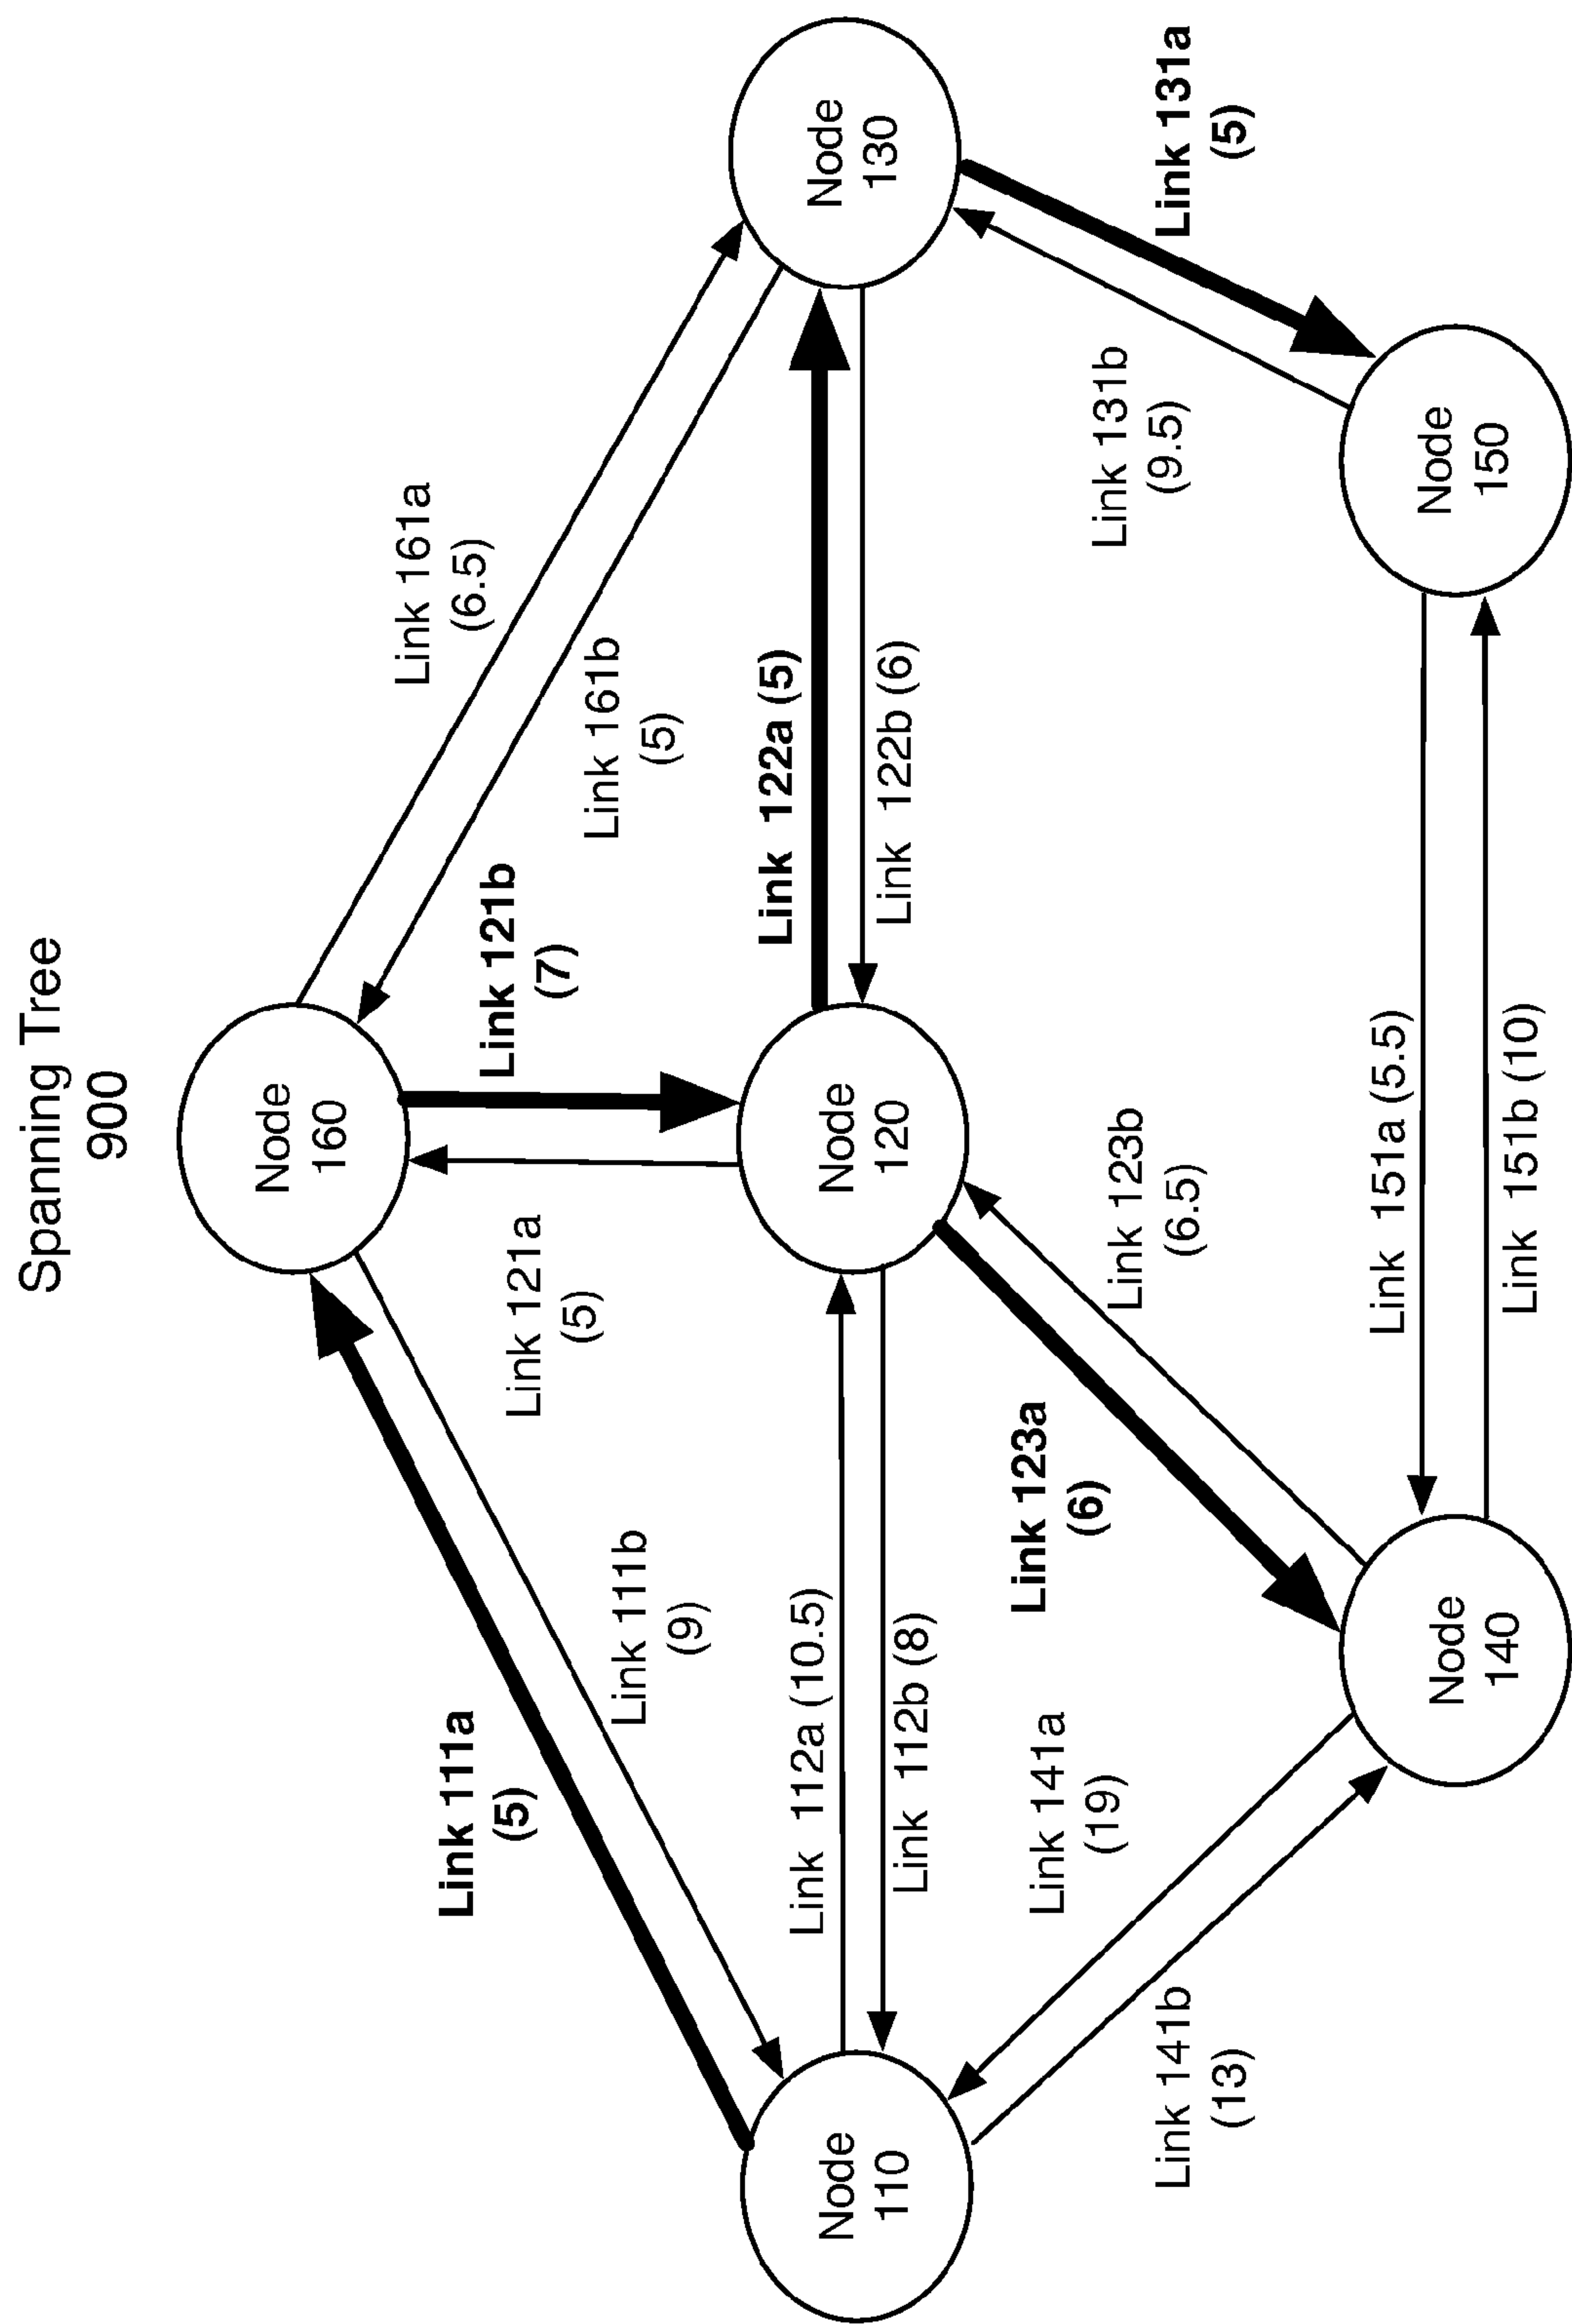 Spanning Tree
900
Node
160
Link 161a
(6.5)
Link 111a
(5)
Link 121b
(7)
Link 121a
(5)
Link 161b
(5)
Link 111b
(9)
Link 122a (5)
Node
130
Node
120
Link 112a (10.5)
Node
110
Link 122b (6)
Link 112b (8)
Link 123a
(6)
Link 141a
(19)
Link 123b
(6.5)
Link 131b
(9.5)
Link 131a
(5)
Link 141b
(13)
Link 151a (5.5)
Node
140
Node
150
Link 151b (10)